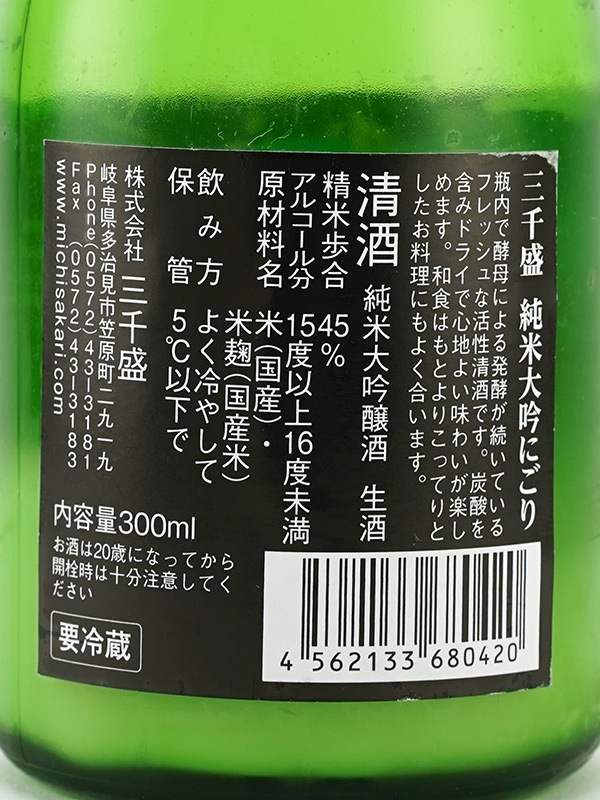 三千盛 純米大吟にごり
瓶内で酵母による発酵が続いている
フレッシュな活性清酒です。炭酸を
含みドライで心地よい味わいが楽し
めます。和食はもとよりこってりと
したお料理にもよく合います。
清酒 純米大吟醸酒 生酒
精米歩合 45%
アルコール分 15度以上16度未満
原材料名 米(国産)・
米麹(国産米)
飲み方 よく冷やして
保管 5℃以下で
株式会社 三千盛
岐阜県多治見市笠原町二九一九
Phone(0572)43-3181
Fax (0572)43-3183
www.michisakari.com
内容量300ml
お酒は20歳になってから
開栓時は十分注意してく
ださい
要冷蔵
4 562133 680420